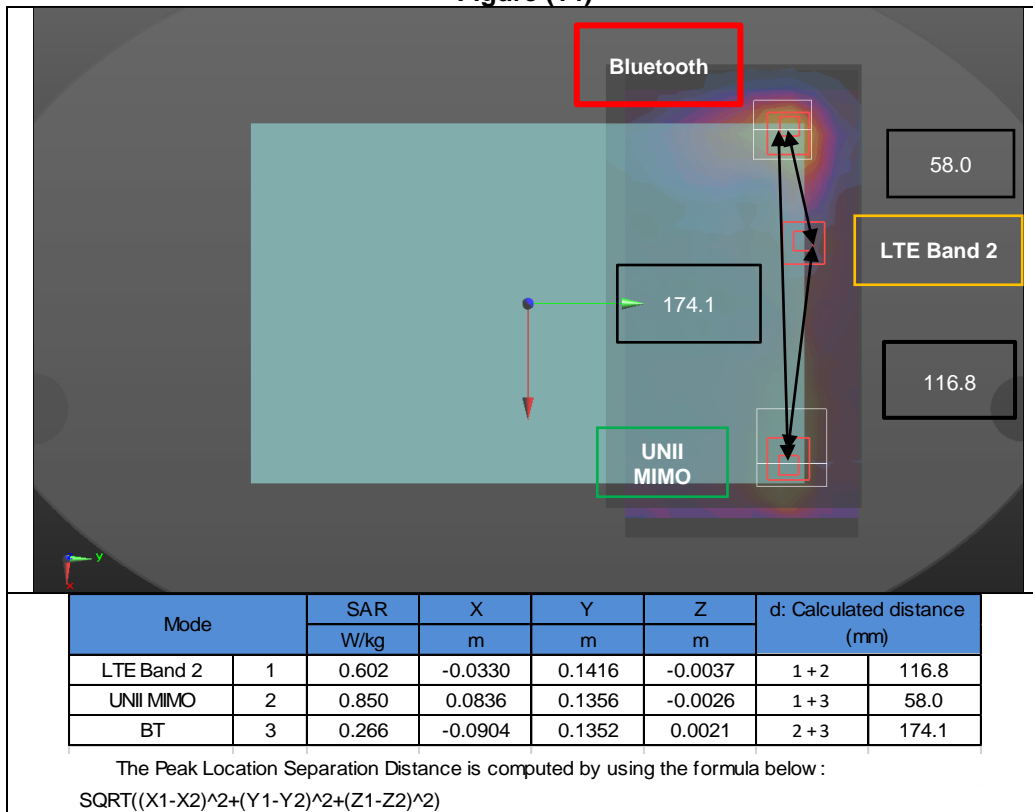 Bluetooth
58.0
LTE Band 2
174.1
116.8
UNII
MIMO
y
x
Mode SAR X Y Z d: Calculated distance (mm)
W/kg m m m
LTE Band 2 1 0.602 -0.0330 0.1416 -0.0037 1 + 2 116.8
UNII MIMO 2 0.850 0.0836 0.1356 -0.0026 1 + 3 58.0
BT 3 0.266 -0.0904 0.1352 0.0021 2 + 3 174.1
The Peak Location Separation Distance is computed by using the formula below :
SQRT((X1-X2)^2+(Y1-Y2)^2+(Z1-Z2)^2)